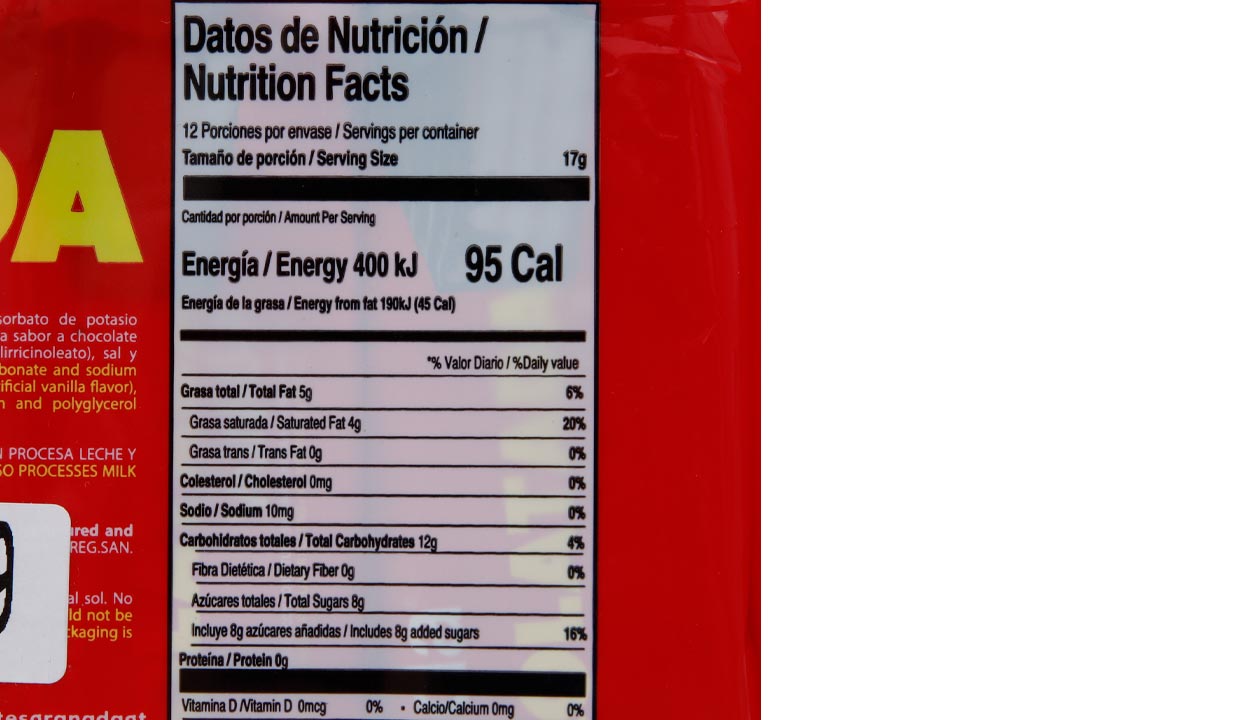 Datos de Nutrición /
Nutrition Facts
12 Porciones por envase / Servings per container
Tamaño de porción / Serving Size 17g
Cantidad por porción / Amount Per Serving
Energía / Energy 400 kJ 95 Cal
Energía de la grasa / Energy from fat 190kJ (45 Cal)
*% Valor Diario / %Daily value
Grasa total / Total Fat 5g 6%
Grasa saturada / Saturated Fat 4g 20%
Grasa trans / Trans Fat 0g 0%
Colesterol / Cholesterol 0mg 0%
Sodio / Sodium 10mg 0%
Carbohidratos totales / Total Carbohydrates 12g 4%
Fibra Dietética / Dietary Fiber 0g 0%
Azúcares totales / Total Sugars 8g
Incluye 8g azúcares añadidas / Includes 8g added sugars 16%
Proteína / Protein 0g
Vitamina D /Vitamin D 0mcg 0% • Calcio/Calcium 0mg 0%
A
sorbato de potasio
a sabor a chocolate
lirricinoleato), sal y
bonate and sodium
ificial vanilla flavor),
n and polyglycerol
PROCESA LECHE Y
SO PROCESSES MILK
ured and
REG.SAN.
al sol. No
ld not be
ckaging is